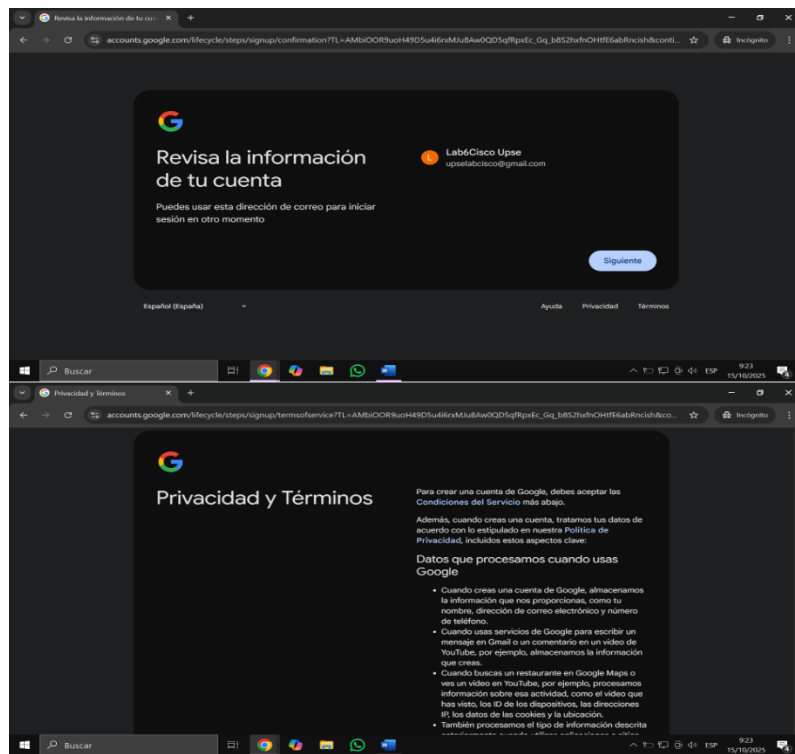 Revisa la información de tu cue
accounts.google.com/lifecycle/steps/signup/confirmation?TL=AMbiOOR9uoH49D5u4i6rxMJu8Aw0QD5qfRpxEc_Gq_b8S2hxfnOHtfE6abRncish&conti...
Incógnito
Revisa la información
de tu cuenta
Puedes usar esta dirección de correo para iniciar
sesión en otro momento
L
Lab6Cisco Upse
upselabcisco@gmail.com
Siguiente
Español (España)
Ayuda Privacidad Términos
Buscar
ESP
9:23
15/10/2025
Privacidad y Términos
accounts.google.com/lifecycle/steps/signup/termsofservice?TL=AMbiOOR9uoH49D5u4i6rxMJu8Aw0QD5qfRpxEc_Gq_b8S2hxfnOHtfE6abRncish&co...
Incógnito
Privacidad y Términos
Para crear una cuenta de Google, debes aceptar las
Condiciones del Servicio más abajo.
Además, cuando creas una cuenta, tratamos tus datos de
acuerdo con lo estipulado en nuestra Política de
Privacidad, incluidos estos aspectos clave:
Datos que procesamos cuando usas
Google
• Cuando creas una cuenta de Google, almacenamos
la información que nos proporcionas, como tu
nombre, dirección de correo electrónico y número
de teléfono.
• Cuando usas servicios de Google para escribir un
mensaje en Gmail o un comentario en un vídeo de
YouTube, por ejemplo, almacenamos la información
que creas.
• Cuando buscas un restaurante en Google Maps o
ves un vídeo en YouTube, por ejemplo, procesamos
información sobre esa actividad, como el vídeo que
has visto, los ID de los dispositivos, las direcciones
IP, los datos de las cookies y la ubicación.
• También procesamos el tipo de información descrita
Buscar
ESP
9:23
15/10/2025